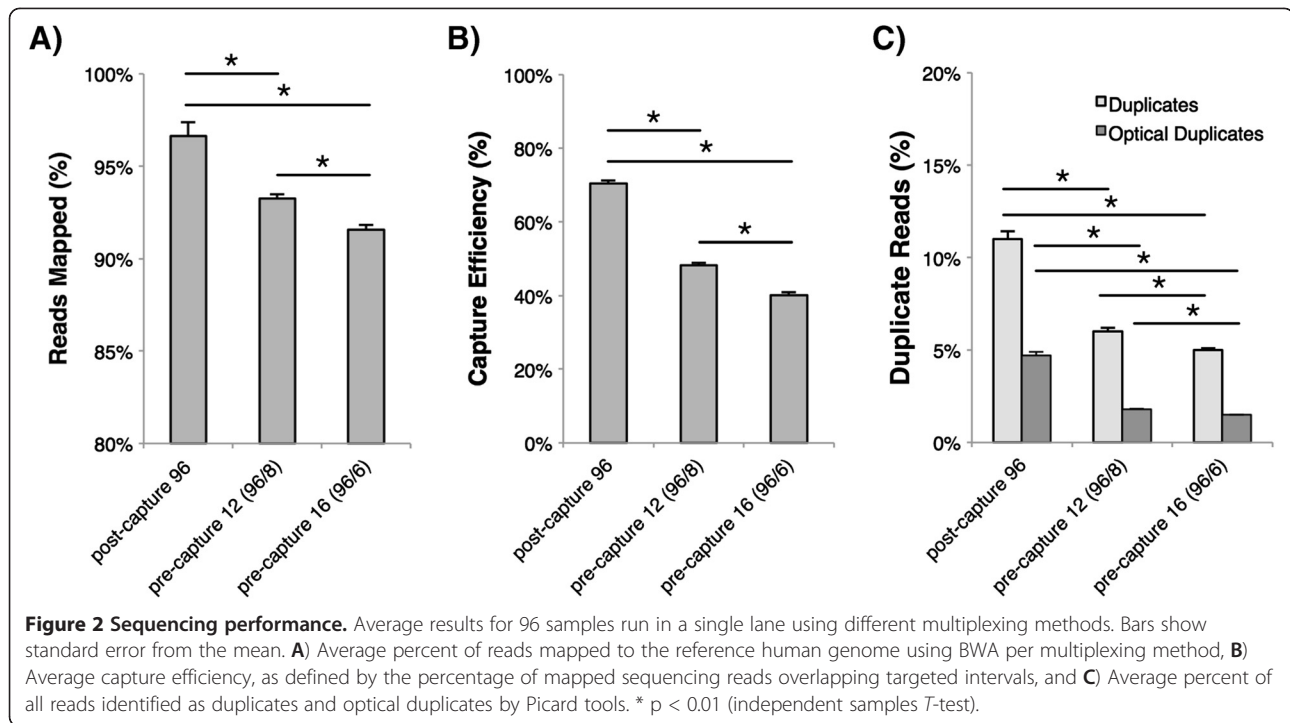 A)
*
*
*
100%
95%
90%
85%
80%
Reads Mapped (%)
post-capture 96
pre-capture 12 (96/8)
pre-capture 16 (96/6)
B)
*
*
*
100%
80%
60%
40%
20%
0%
Capture Efficiency (%)
post-capture 96
pre-capture 12 (96/8)
pre-capture 16 (96/6)
C)
Duplicates
Optical Duplicates
*
*
*
*
*
*
20%
15%
10%
5%
0%
Duplicate Reads (%)
post-capture 96
pre-capture 12 (96/8)
pre-capture 16 (96/6)
Figure 2 Sequencing performance. Average results for 96 samples run in a single lane using different multiplexing methods. Bars show
standard error from the mean. A) Average percent of reads mapped to the reference human genome using BWA per multiplexing method, B)
Average capture efficiency, as defined by the percentage of mapped sequencing reads overlapping targeted intervals, and C) Average percent of
all reads identified as duplicates and optical duplicates by Picard tools. * p < 0.01 (independent samples T-test).